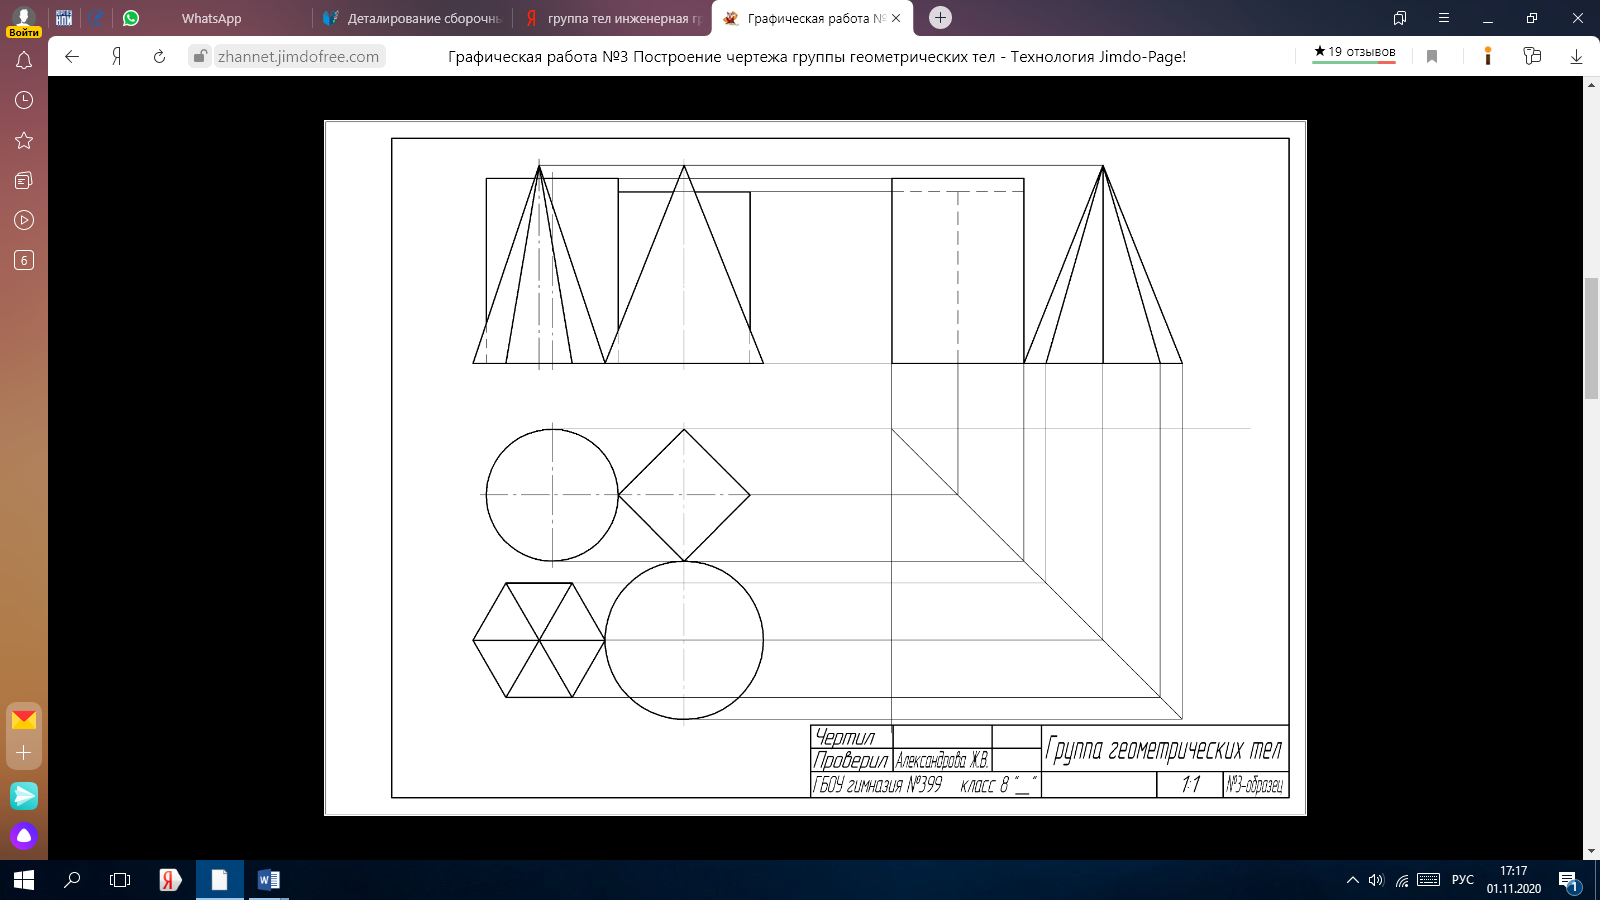 WhatsApp
Деталирование сборочнь
группа тел инженерная гр
Графическая работа №
Войти
zhannet.jimdofree.com
Графическая работа №3 Построение чертежа группы геометрических тел - Технология Jimdo-Page!
★19 отзывов
6
Чертил
Проверил Александрова Ж.В.
Группа геометрических тел
ГБОУ гимназия №399 класс 8 "__"
1:1
№3-образец
РУС
17:17
01.11.2020
1